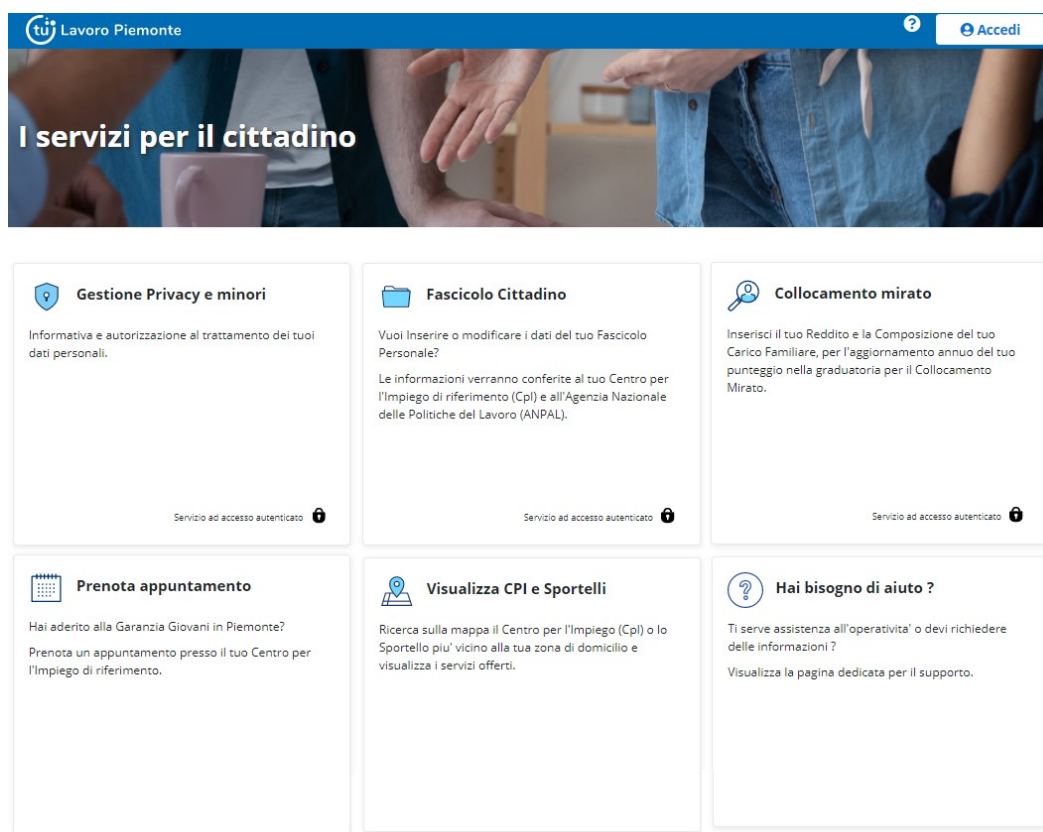 tu Lavoro Piemonte
? Accedi
I servizi per il cittadino
Gestione Privacy e minori
Informativa e autorizzazione al trattamento dei tuoi
dati personali.
Servizio ad accesso autenticato
Fascicolo Cittadino
Vuoi Inserire o modificare i dati del tuo Fascicolo
Personale?
Le informazioni verranno conferite al tuo Centro per
l'Impiego di riferimento (CpI) e all'Agenzia Nazionale
delle Politiche del Lavoro (ANPAL).
Servizio ad accesso autenticato
Collocamento mirato
Inserisci il tuo Reddito e la Composizione del tuo
Carico Familiare, per l'aggiornamento annuo del tuo
punteggio nella graduatoria per il Collocamento
Mirato.
Servizio ad accesso autenticato
Prenota appuntamento
Hai aderito alla Garanzia Giovani in Piemonte?
Prenota un appuntamento presso il tuo Centro per
l'Impiego di riferimento.
Visualizza CPI e Sportelli
Ricerca sulla mappa il Centro per l'Impiego (CpI) o lo
Sportello piu' vicino alla tua zona di domicilio e
visualizza i servizi offerti.
? Hai bisogno di aiuto ?
Ti serve assistenza all'operativita' o devi richiedere
delle informazioni ?
Visualizza la pagina dedicata per il supporto.